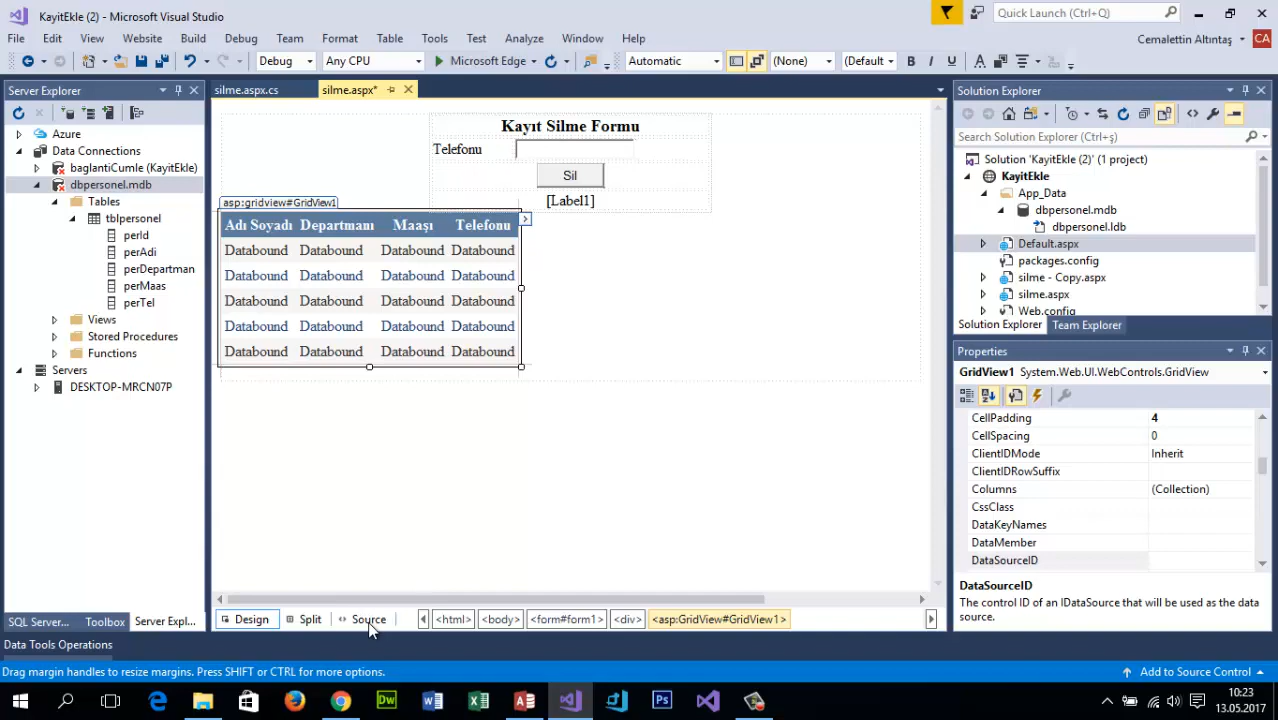 KayitEkle (2) - Microsoft Visual Studio
Quick Launch (Ctrl+Q)
File Edit View Website Build Debug Team Format Table Tools Test Analyze Window Help
Cemalettin Altıntaş CA
Debug Any CPU Microsoft Edge Automatic (None) (Default B I U
Server Explorer
silme.aspx.cs silme.aspx*
Solution Explorer
Azure
Data Connections
baglantiCumle (KayitEkle)
dbpersonel.mdb
Tables
tblpersonel
perId
perAdi
perDepartman
perMaas
perTel
Views
Stored Procedures
Functions
Servers
DESKTOP-MRCN07P
SQL Server... Toolbox Server Expl...
Kayıt Silme Formu
Telefonu
Sil
[Label1]
asp:gridview#GridView1
Adı Soyadı Departmanı Maaşı Telefonu
Databound Databound Databound Databound
Databound Databound Databound Databound
Databound Databound Databound Databound
Databound Databound Databound Databound
Databound Databound Databound Databound
Design Split Source <html> <body> <form#form1> <div> <asp:GridView#GridView1>
Search Solution Explorer (Ctrl+ş)
Solution 'KayitEkle (2)' (1 project)
KayitEkle
App_Data
dbpersonel.mdb
dbpersonel.ldb
Default.aspx
packages.config
silme - Copy.aspx
silme.aspx
Web.config
Solution Explorer Team Explorer
Properties
GridView1 System.Web.UI.WebControls.GridView
CellPadding 4
CellSpacing 0
ClientIDMode Inherit
ClientIDRowSuffix
Columns (Collection)
CssClass
DataKeyNames
DataMember
DataSourceID
DataSourceID
The control ID of an IDataSource that will be used as the data
source.
Data Tools Operations
Drag margin handles to resize margins. Press SHIFT or CTRL for more options.
Add to Source Control
10:23
13.05.2017